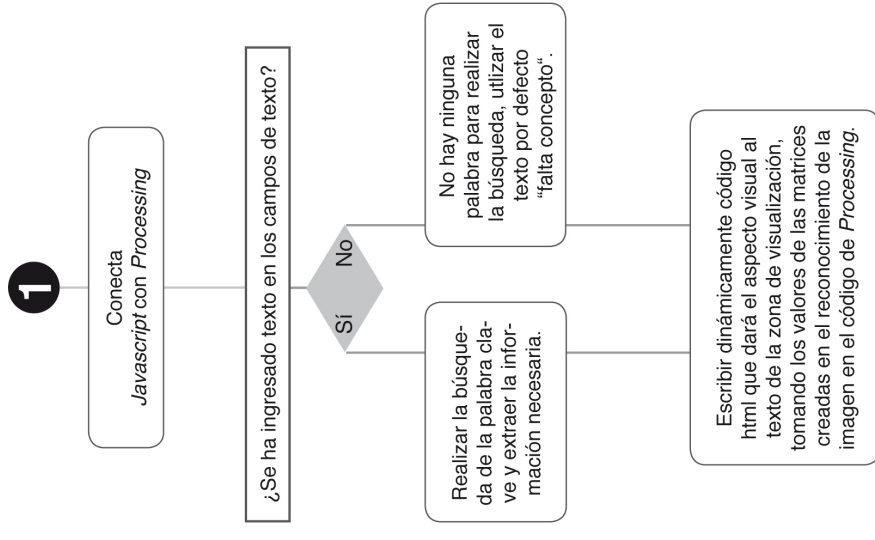 1
Conecta
Javascript con Processing
¿Se ha ingresado texto en los campos de texto?
Sí
No
Realizar la búsque-
da de la palabra cla-
ve y extraer la infor-
mación necesaria.
No hay ninguna
palabra para realizar
la búsqueda, utlizar el
texto por defecto
“falta concepto“.
Escribir dinámicamente código
html que dará el aspecto visual al
texto de la zona de visualización,
tomando los valores de las matrices
creadas en el reconocimiento de la
imagen en el código de Processing.